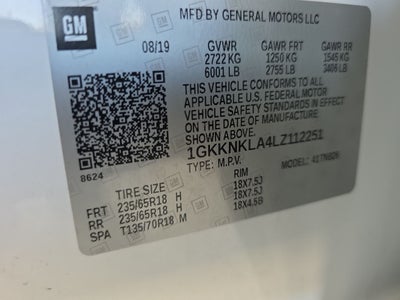 GM
MFD BY GENERAL MOTORS LLC
08/19 GVWR GAWR FRT GAWR RR
2722 KG 1250 KG 1545 KG
6001 LB 2755 LB 3406 LB
THIS VEHICLE CONFORMS TO ALL APPLICABLE
U.S. FEDERAL MOTOR
VEHICLE SAFETY STANDARDS IN EFFECT ON
THE DATE OF MANUFACTURE SHOWN ABOVE.
1GKKNKLA4LZ112251
TYPE: M.P.V. MODEL: 41TNB26
8624
TIRE SIZE RIM
FRT 235/65R18 H 18X7.5J
RR 235/65R18 H 18X7.5J
SPA T135/70R18 M 18X4.5B